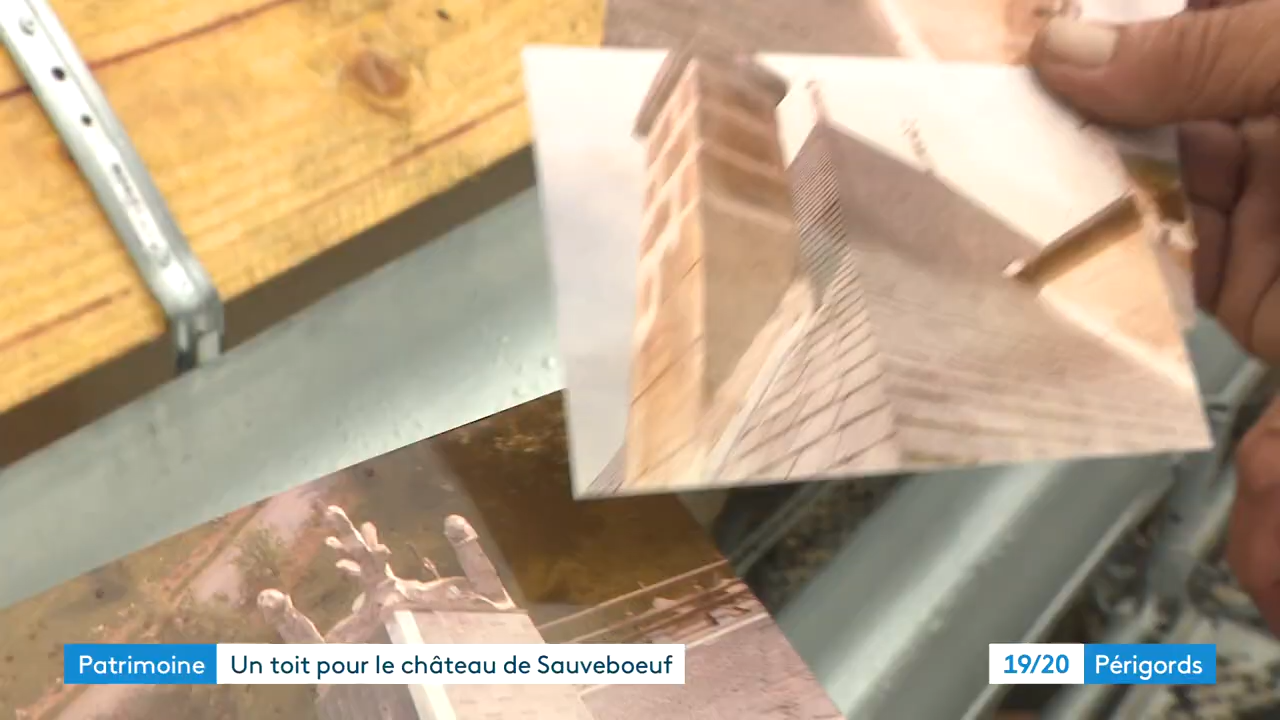 Patrimoine Un toit pour le château de Sauveboeuf
19/20 Périgords